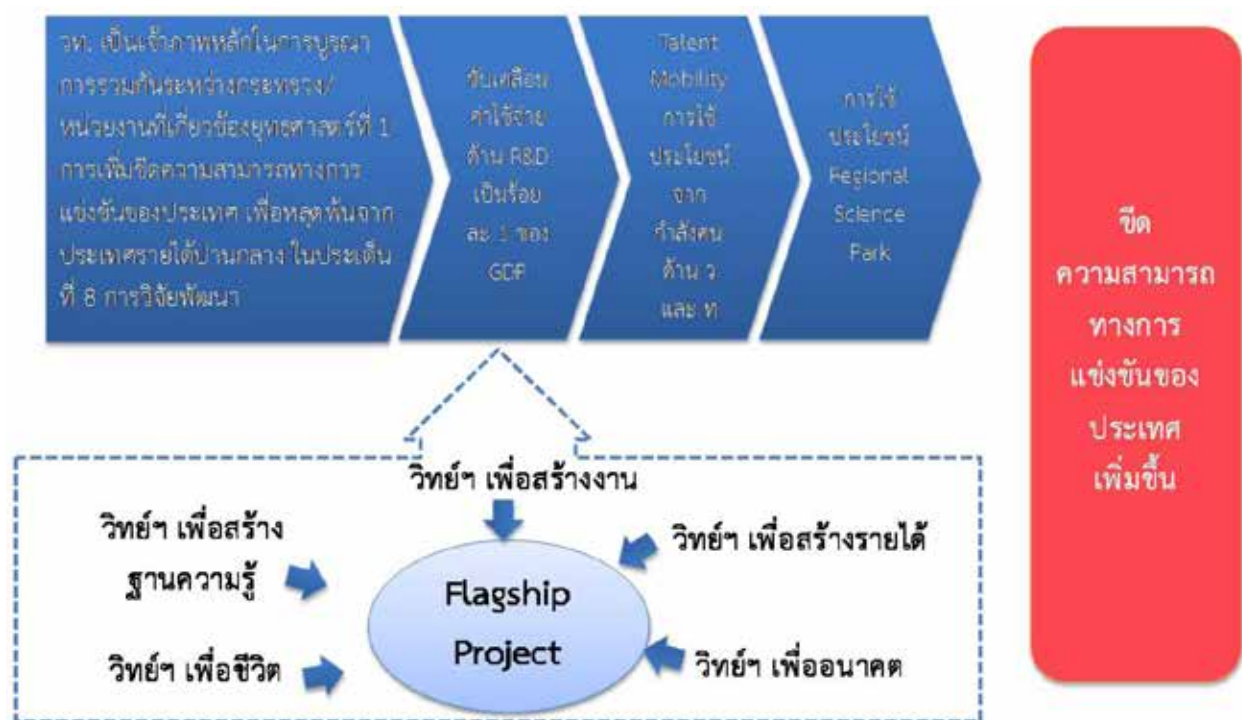 วท. เป็นเจ้าภาพหลักในการบูรณา
การรวมกันระหว่างกระทรวง/
หน่วยงานที่เกี่ยวข้องยุทธศาสตร์ที่ 1
การเพิ่มขีดความสามารถทางการ
แข่งขันของประเทศ เพื่อหลุดพ้นจาก
ประเทศรายได้ปานกลาง ในประเด็น
ที่ 8 การวิจัยพัฒนา
ขับเคลื่อน
ค่าใช้จ่าย
ด้าน R&D
เป็นร้อย
ละ 1 ของ
GDP
Talent
Mobility
การใช้
ประโยชน์
จาก
กำลังคน
ด้าน ว
และ ท
การใช้
ประโยชน์
Regional
Science
Park
ขีด
ความสามารถ
ทางการ
แข่งขันของ
ประเทศ
เพิ่มขึ้น
วิทย์ฯ เพื่อสร้างงาน
วิทย์ฯ เพื่อสร้าง
ฐานความรู้
วิทย์ฯ เพื่อสร้างรายได้
Flagship
Project
วิทย์ฯ เพื่อชีวิต
วิทย์ฯ เพื่ออนาคต